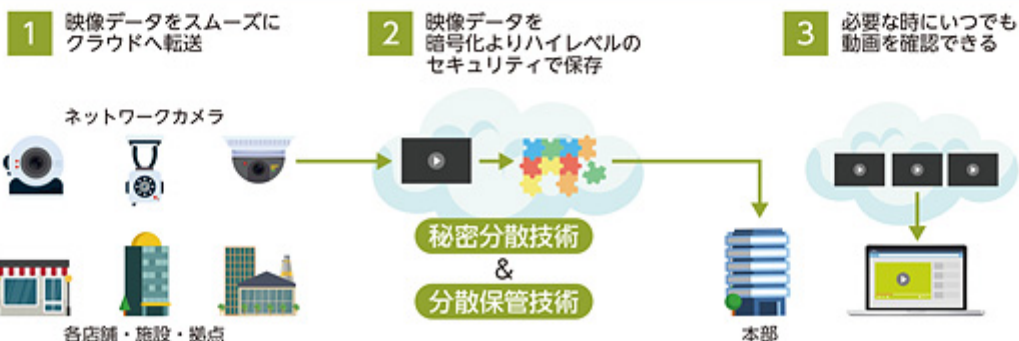 1
映像データをスムーズに
クラウドへ転送
ネットワークカメラ
各店舗・施設・拠点
2
映像データを
暗号化よりハイレベルの
セキュリティで保存
秘密分散技術
&
分散保管技術
本部
3
必要な時にいつでも
動画を確認できる